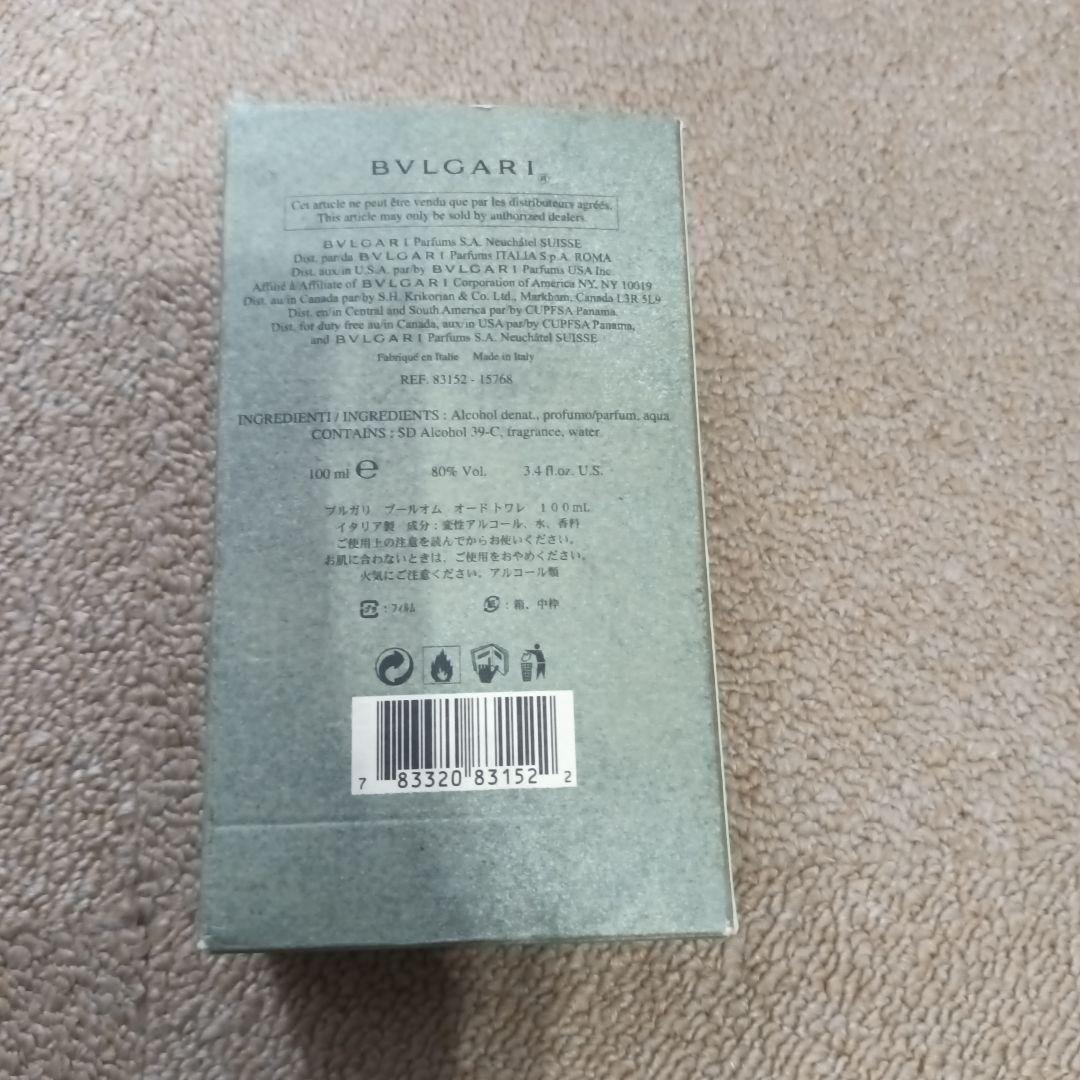 BVLGARI
Cet article ne peut être vendu que par les distributeurs agréés.
This article may only be sold by authorized dealers.
BVLGARI Parfums S.A. Neuchâtel SUISSE
Dist. par/da BVLGARI Parfums ITALIA S.p.A. ROMA
Dist. aux/in U.S.A. par/by BVLGARI Parfums USA Inc
Affilié à/Affiliate of BVLGARI Corporation of America NY, NY 10019
Dist. au/in Canada par/by S.H. Krikorian & Co. Ltd., Markham, Canada L3R 5L9
Dist. en/in Central and South America par/by CUPFSA Panama.
Dist. for duty free au/in Canada, aux/in USA par/by CUPFSA Panama,
and BVLGARI Parfums S.A. Neuchâtel SUISSE
Fabriqué en Italie Made in Italy
REF. 83152 - 15768
INGREDIENTI / INGREDIENTS : Alcohol denat., profumo/parfum, aqua
CONTAINS : SD Alcohol 39-C, fragrance, water.
100 ml ℮ 80% Vol. 3.4 fl.oz. U.S.
ブルガリ プールオム オードトワレ 100mL
イタリア製 成分：変性アルコール、水、香料
ご使用上の注意を読んでからお使いください。
お肌に合わないときは、ご使用をおやめください。
火気にご注意ください。アルコール類
プラ：フィルム 紙：箱、中枠
7 83320 83152 2